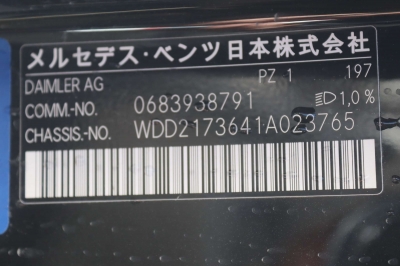 メルセデス・ベンツ日本株式会社
DAIMLER AG PZ 1 197
COMM.-NO. 0683938791 1,0%
CHASSIS.-NO. WDD2173641A023765